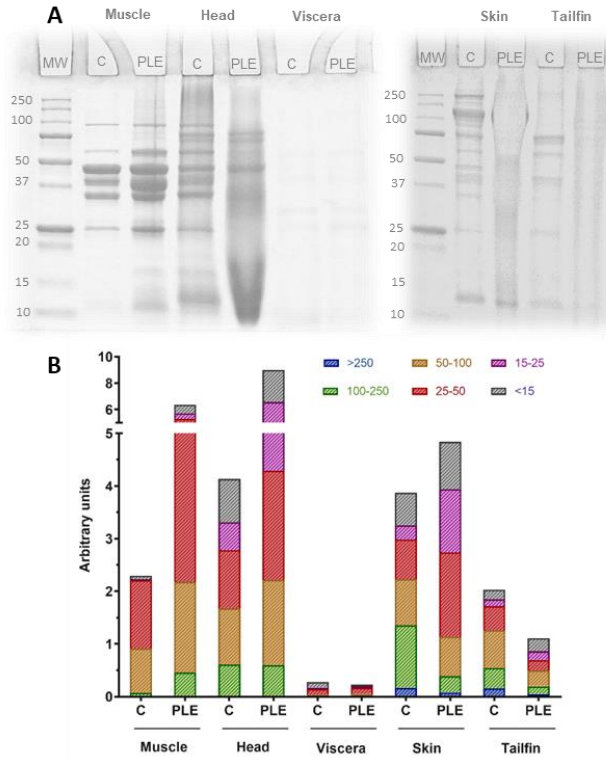 A
Muscle Head Viscera Skin Tailfin
MW C PLE C PLE C PLE MW C PLE C PLE
250 250
100 100
50 50
37 37
25 25
20 20
15 15
10 10
B
10
8
6
5
4
3
2
1
0
Arbitrary units
>250 50-100 15-25
100-250 25-50 <15
C PLE C PLE C PLE C PLE C PLE
Muscle Head Viscera Skin Tailfin